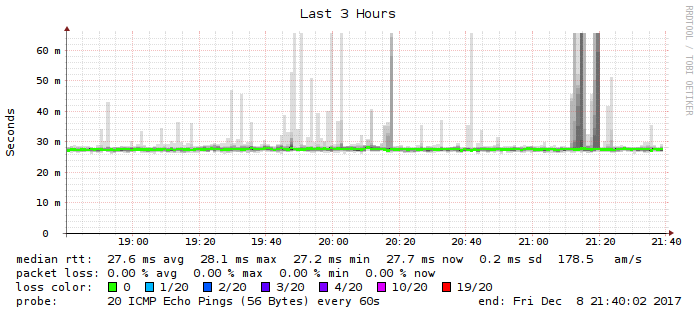 Last 3 Hours
RRDTOOL / TOBI OETIKER
Seconds
60 m
50 m
40 m
30 m
20 m
10 m
0
19:00 19:20 19:40 20:00 20:20 20:40 21:00 21:20 21:40
median rtt: 27.6 ms avg 28.1 ms max 27.2 ms min 27.7 ms now 0.2 ms sd 178.5 am/s
packet loss: 0.00 % avg 0.00 % max 0.00 % min 0.00 % now
loss color: 0 1/20 2/20 3/20 4/20 10/20 19/20
probe: 20 ICMP Echo Pings (56 Bytes) every 60s end: Fri Dec 8 21:40:02 2017